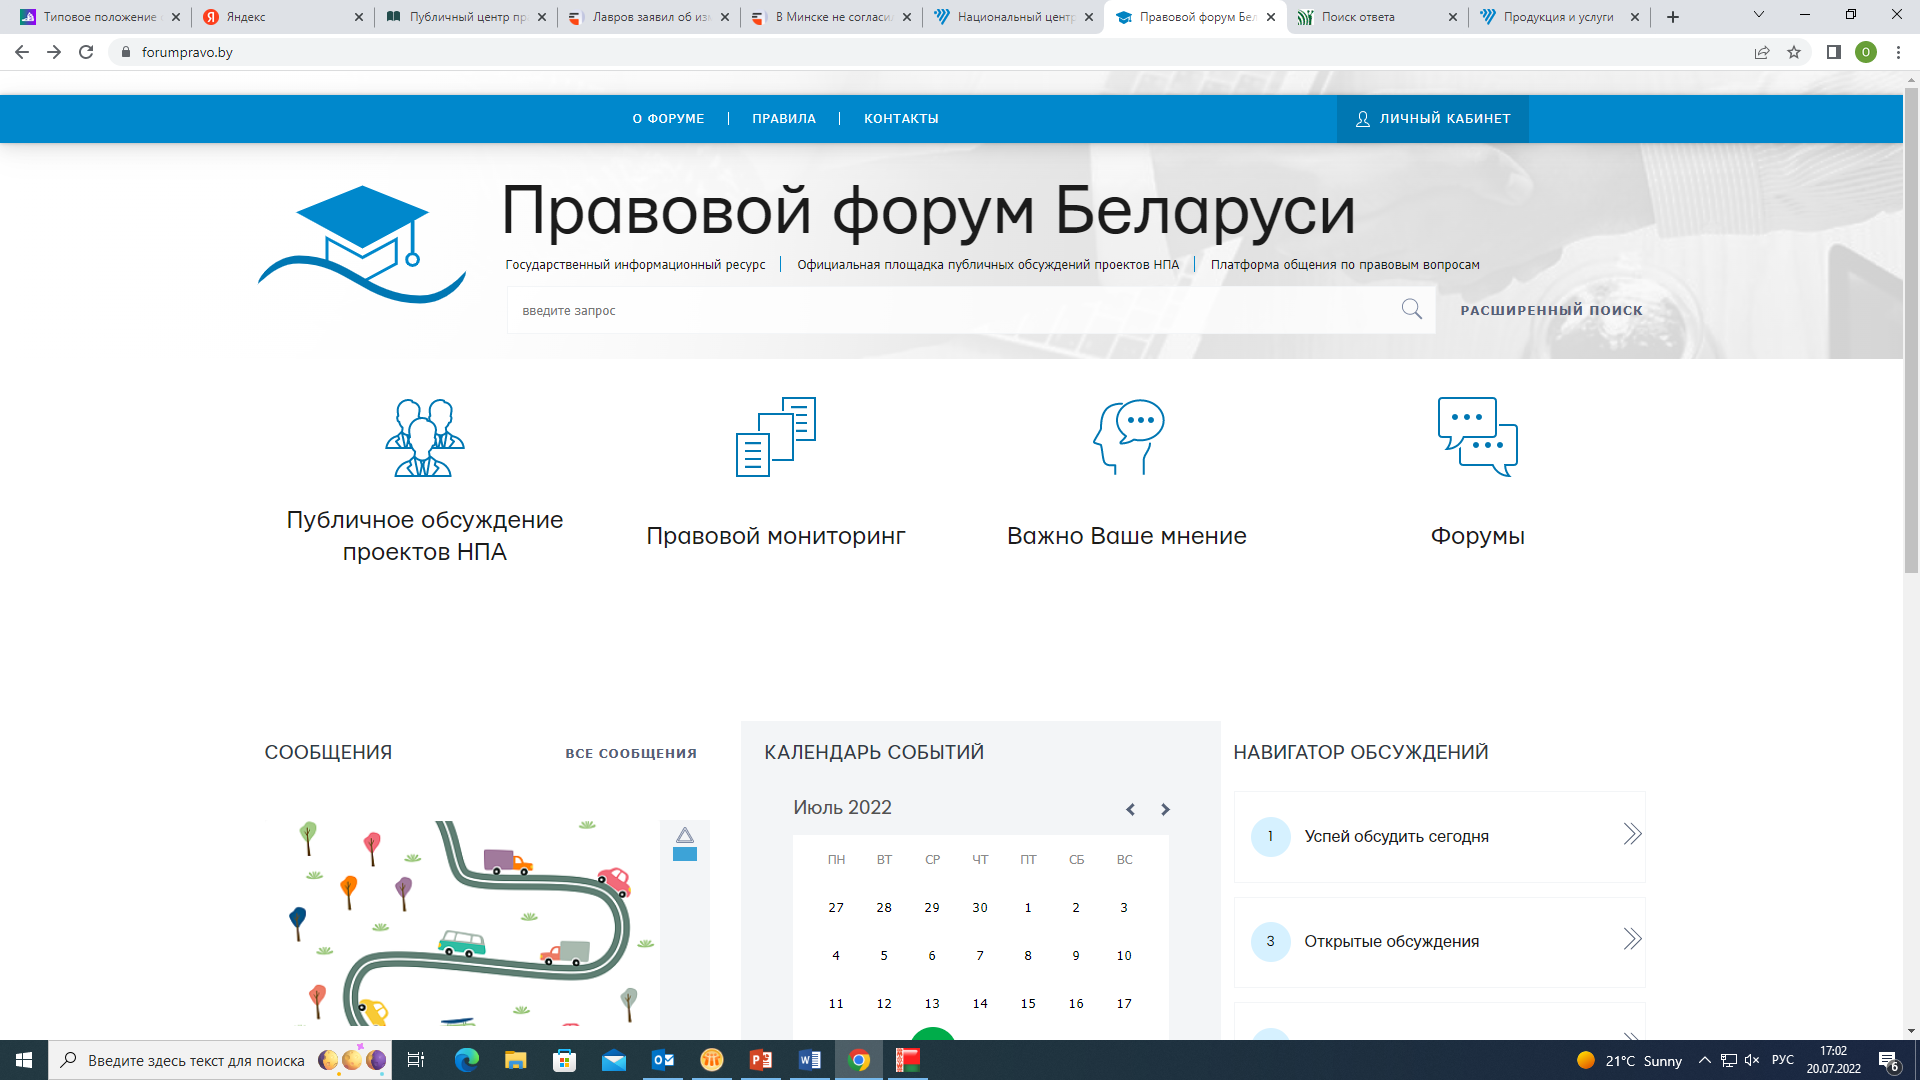 Типовое положение
Яндекс
Публичный центр пр
Лавров заявил об из
В Минске не согласи
Национальный центр
Правовой форум Бел
Поиск ответа
Продукция и услуги
forumpravo.by
О
О ФОРУМЕ
ПРАВИЛА
КОНТАКТЫ
ЛИЧНЫЙ КАБИНЕТ
Правовой форум Беларуси
Государственный информационный ресурс
Официальная площадка публичных обсуждений проектов НПА
Платформа общения по правовым вопросам
введите запрос
РАСШИРЕННЫЙ ПОИСК
Публичное обсуждение
проектов НПА
Правовой мониторинг
Важно Ваше мнение
Форумы
СООБЩЕНИЯ
ВСЕ СООБЩЕНИЯ
КАЛЕНДАРЬ СОБЫТИЙ
Июль 2022
ПН ВТ СР ЧТ ПТ СБ ВС
27 28 29 30 1 2 3
4 5 6 7 8 9 10
11 12 13 14 15 16 17
НАВИГАТОР ОБСУЖДЕНИЙ
1 Успей обсудить сегодня
3 Открытые обсуждения
Введите здесь текст для поиска
21°C Sunny
РУС
17:02
20.07.2022
6